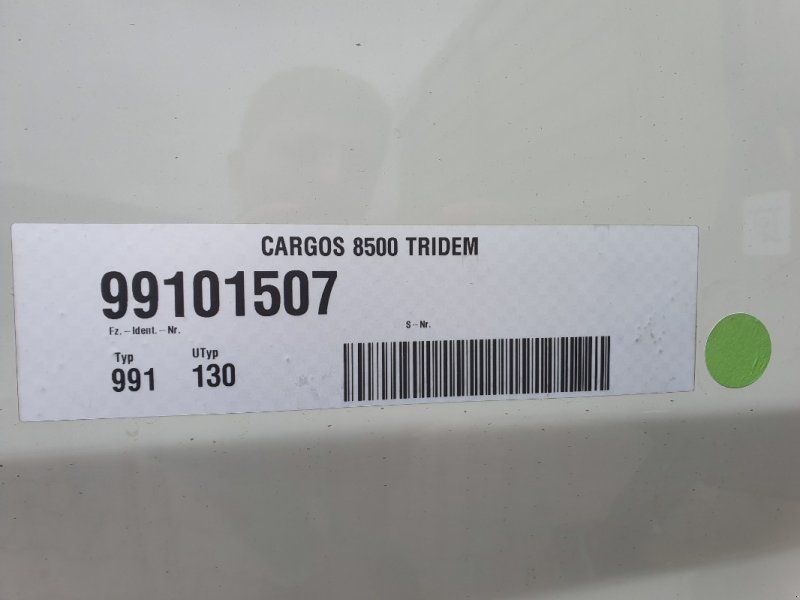 CARGOS 8500 TRIDEM
99101507
Fz.-Ident.-Nr.
S-Nr.
Typ UTyp
991 130